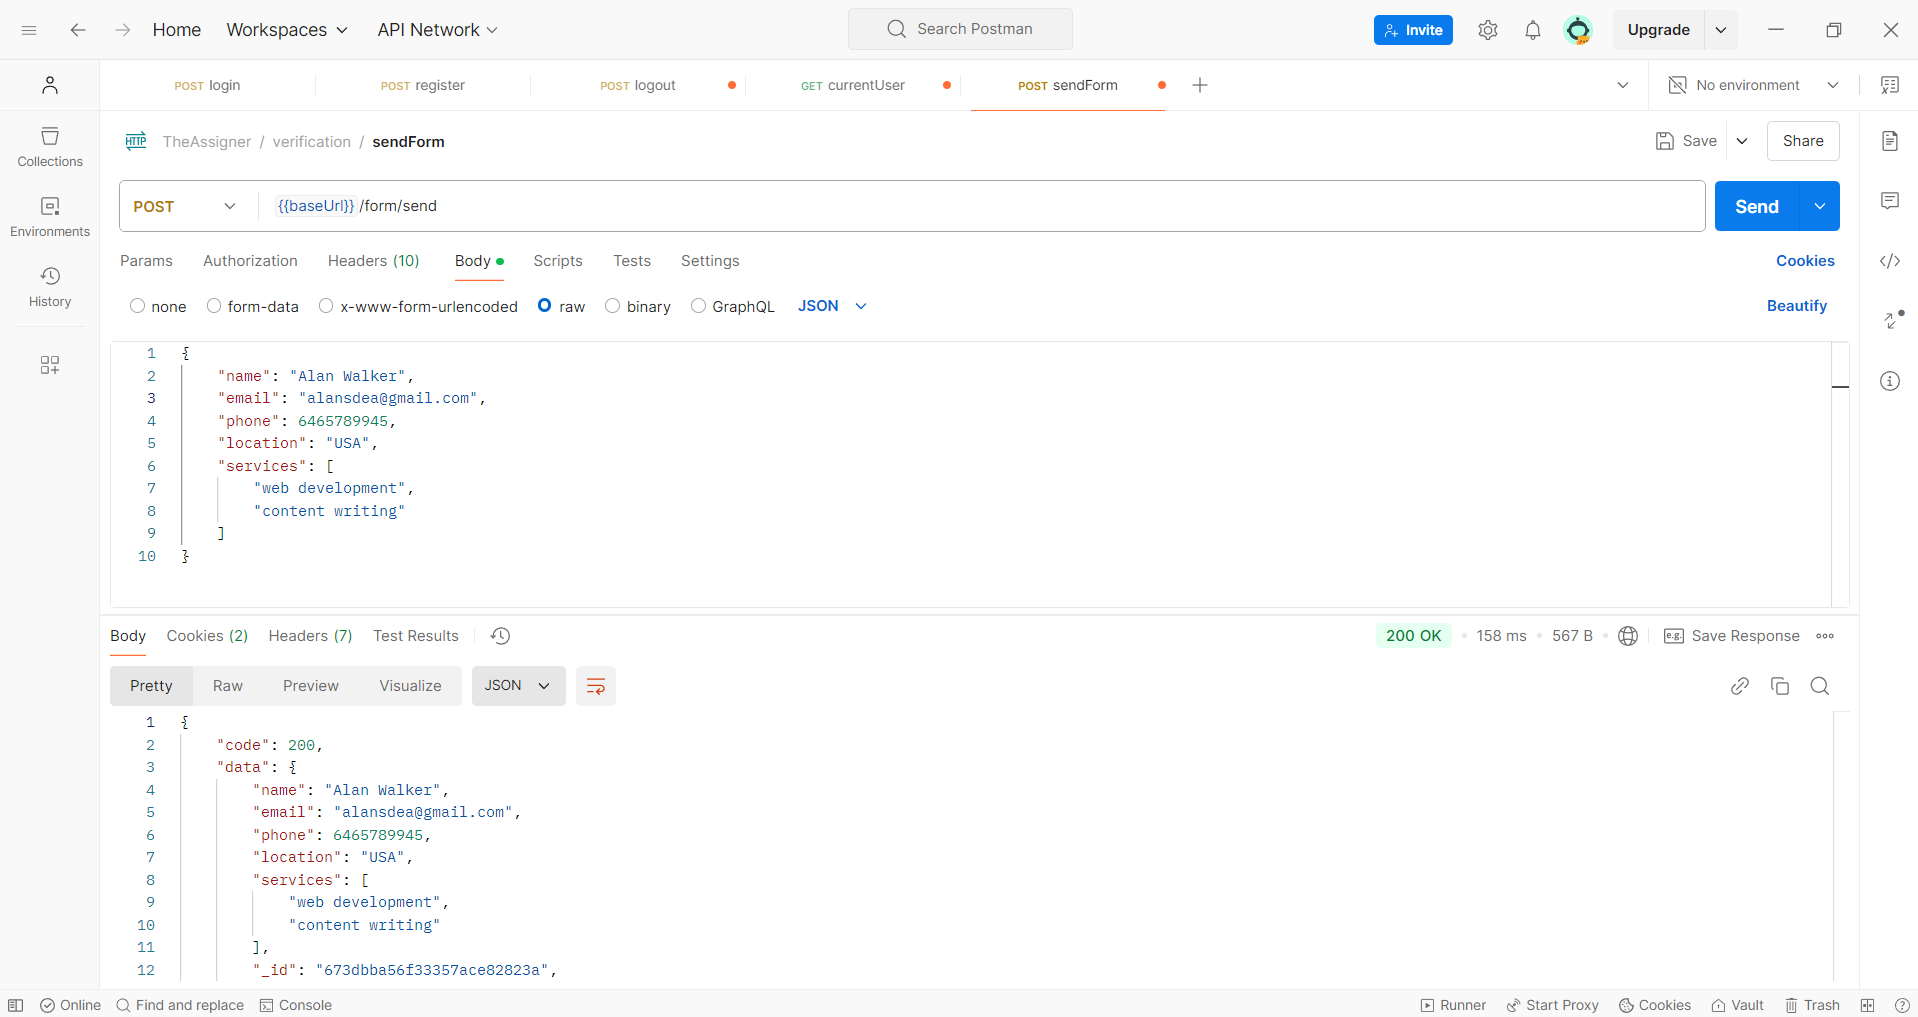 Home Workspaces API Network Search Postman Invite Upgrade
POST login POST register POST logout GET currentUser POST sendForm No environment
HTTP TheAssigner / verification / sendForm Save Share
POST {{baseUrl}} /form/send Send
Params Authorization Headers (10) Body Scripts Tests Settings Cookies
none form-data x-www-form-urlencoded raw binary GraphQL JSON Beautify
1 {
2 "name": "Alan Walker",
3 "email": "alansdea@gmail.com",
4 "phone": 6465789945,
5 "location": "USA",
6 "services": [
7 "web development",
8 "content writing"
9 ]
10 }
Collections
Environments
History
Body Cookies (2) Headers (7) Test Results 200 OK 158 ms 567 B e.g. Save Response
Pretty Raw Preview Visualize JSON
1 {
2 "code": 200,
3 "data": {
4 "name": "Alan Walker",
5 "email": "alansdea@gmail.com",
6 "phone": 6465789945,
7 "location": "USA",
8 "services": [
9 "web development",
10 "content writing"
11 ],
12 "_id": "673dbba56f33357ace82823a",
Online Find and replace Console Runner Start Proxy Cookies Vault Trash